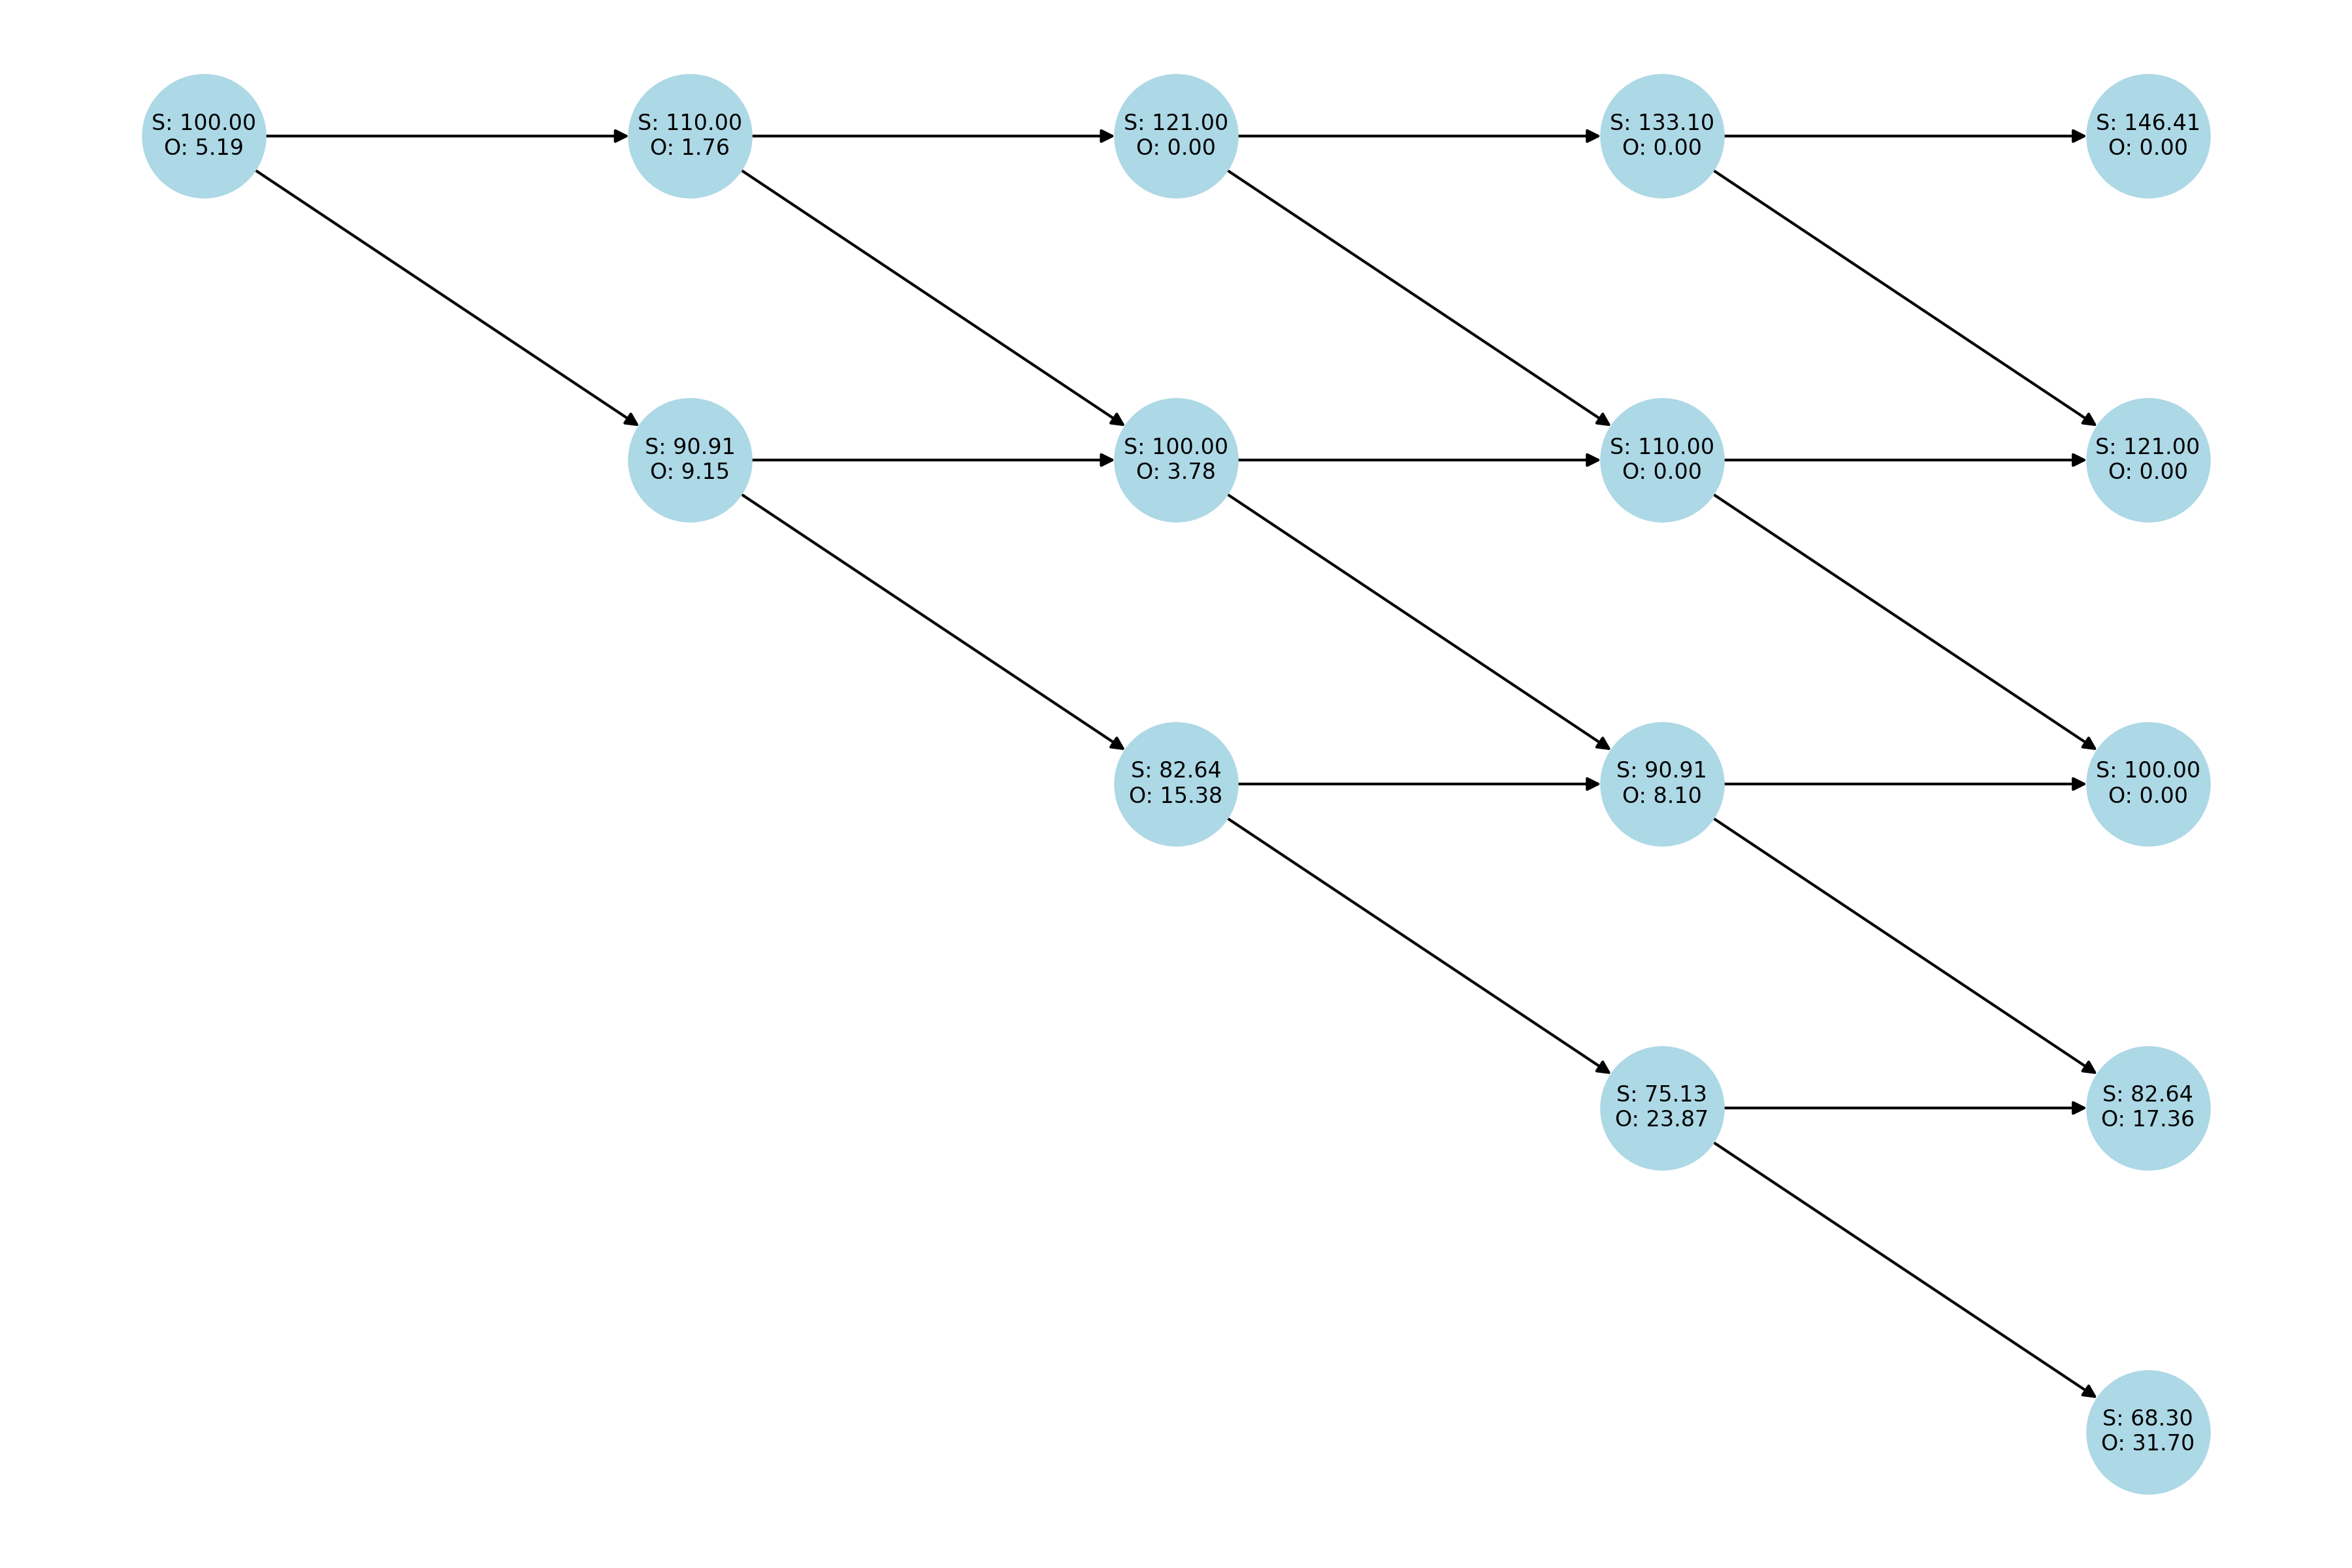 S: 100.00
O: 5.19
S: 110.00
O: 1.76
S: 121.00
O: 0.00
S: 133.10
O: 0.00
S: 146.41
O: 0.00
S: 90.91
O: 9.15
S: 100.00
O: 3.78
S: 110.00
O: 0.00
S: 121.00
O: 0.00
S: 82.64
O: 15.38
S: 90.91
O: 8.10
S: 100.00
O: 0.00
S: 75.13
O: 23.87
S: 82.64
O: 17.36
S: 68.30
O: 31.70